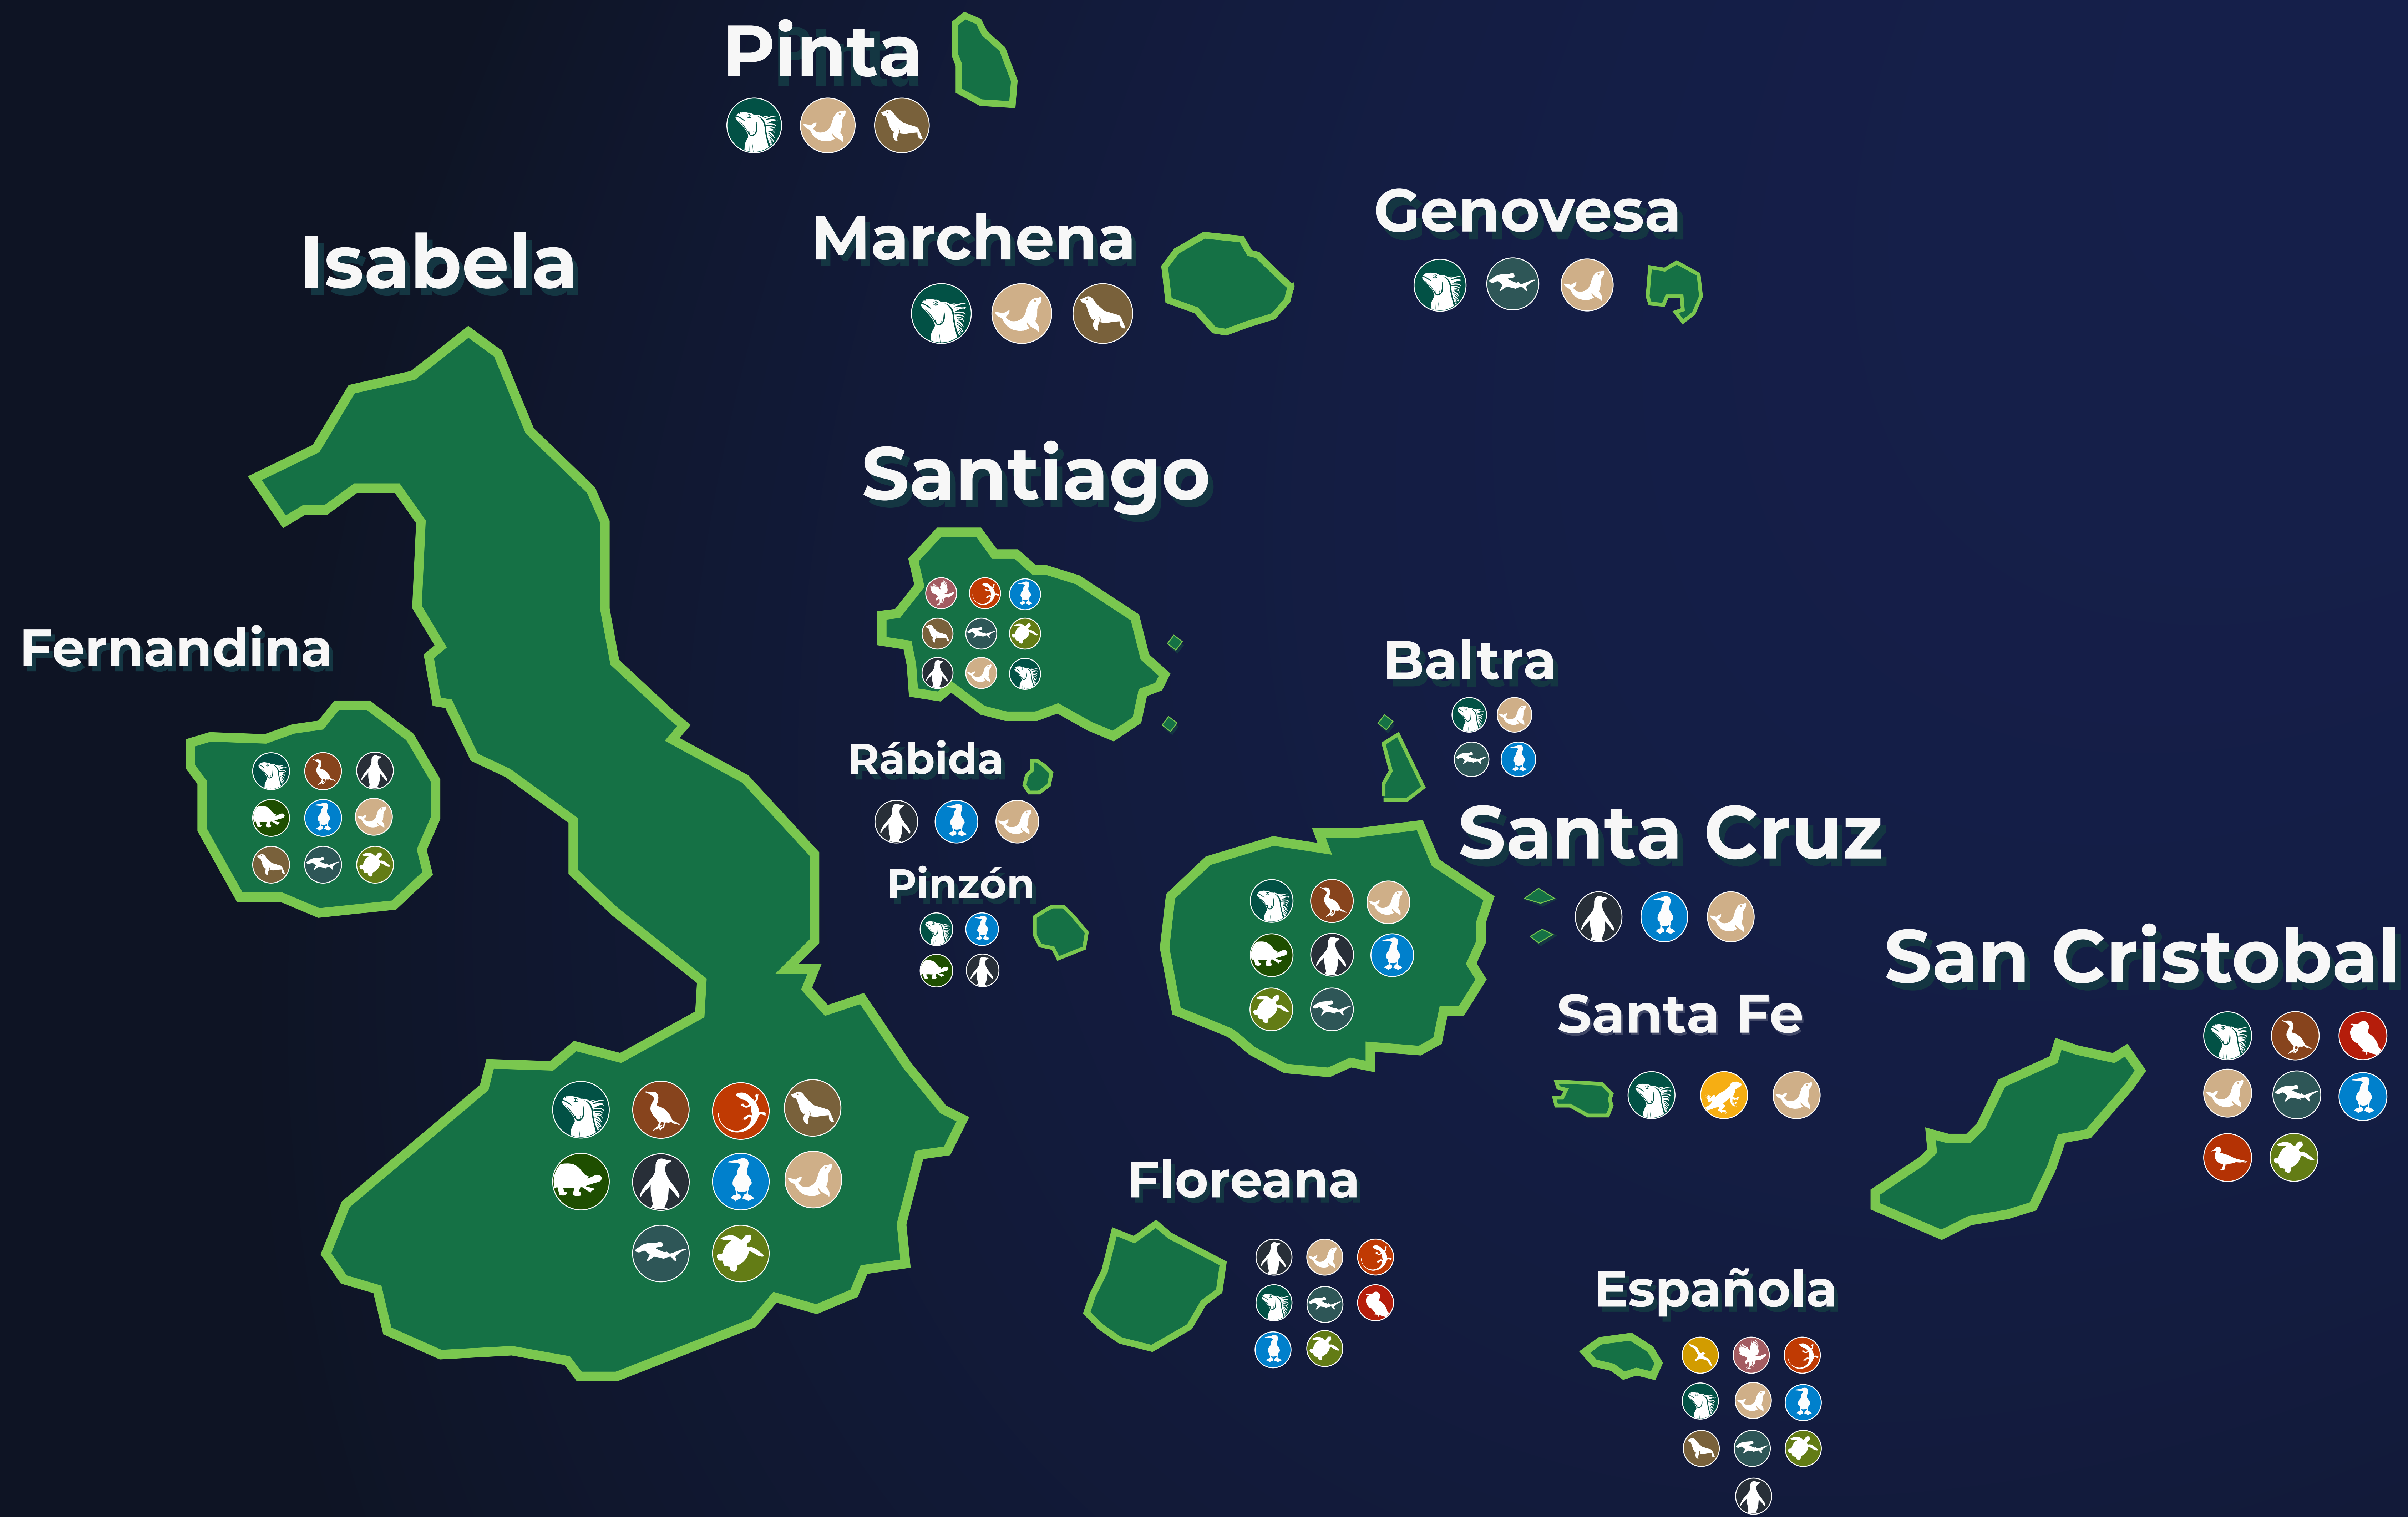 Pinta
Genovesa
Marchena
Isabela
Santiago
Fernandina
Baltra
Rábida
Santa Cruz
Pinzón
San Cristobal
Santa Fe
Floreana
Española